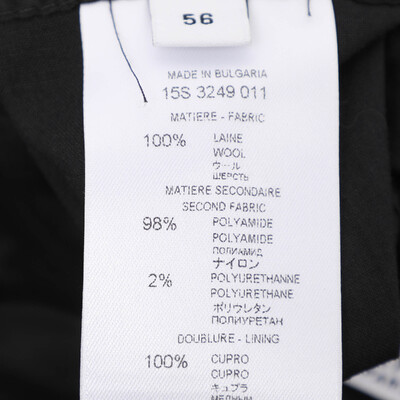 56
MADE IN BULGARIA
15S 3249 011
MATIERE - FABRIC
100% LAINE
WOOL
ウール
ШЕРСТЬ
MATIERE SECONDAIRE
SECOND FABRIC
98% POLYAMIDE
POLYAMIDE
ПОЛИАМИД
ナイロン
2% POLYURETHANNE
POLYURETHANE
ポリウレタン
ПОЛИУРЕТАН
DOUBLURE - LINING
100% CUPRO
CUPRO
キュプラ
МЕДНЫЙ